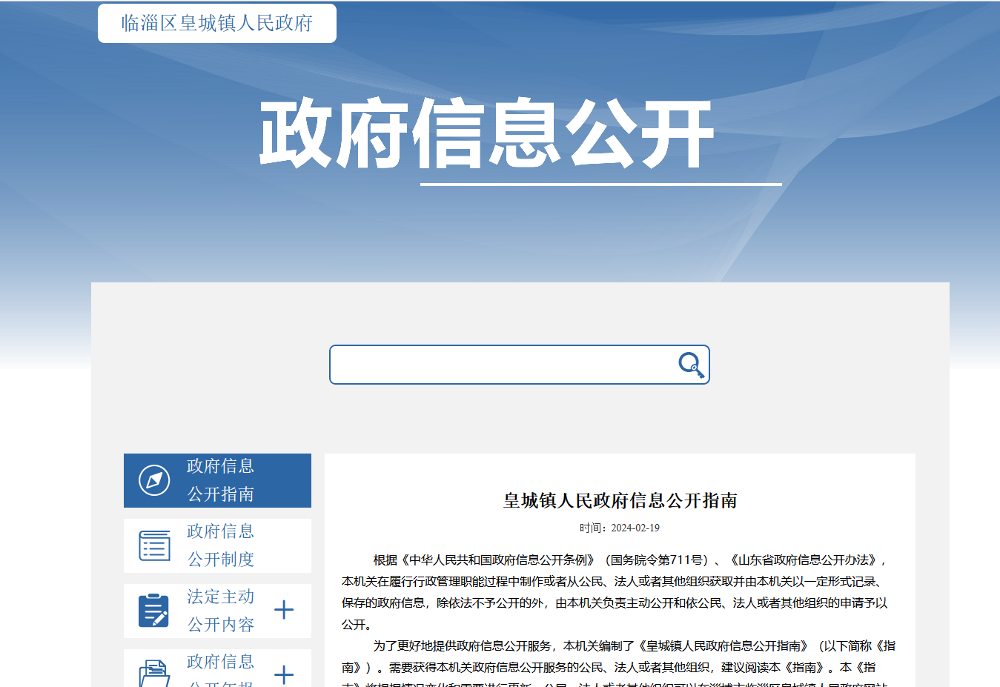 临淄区皇城镇人民政府
政府信息公开
政府信息
公开指南
政府信息
公开制度
法定主动
公开内容
政府信息
皇城镇人民政府信息公开指南
时间：2024-02-19
根据《中华人民共和国政府信息公开条例》（国务院令第711号）、《山东省政府信息公开办法》，
本机关在履行行政管理职能过程中制作或者从公民、法人或者其他组织获取并由本机关以一定形式记录、
保存的政府信息，除依法不予公开的外，由本机关负责主动公开和依公民、法人或者其他组织的申请予以
公开。
为了更好地提供政府信息公开服务，本机关编制了《皇城镇人民政府信息公开指南》（以下简称《指
南》）。需要获得本机关政府信息公开服务的公民、法人或者其他组织，建议阅读本《指南》。本《指